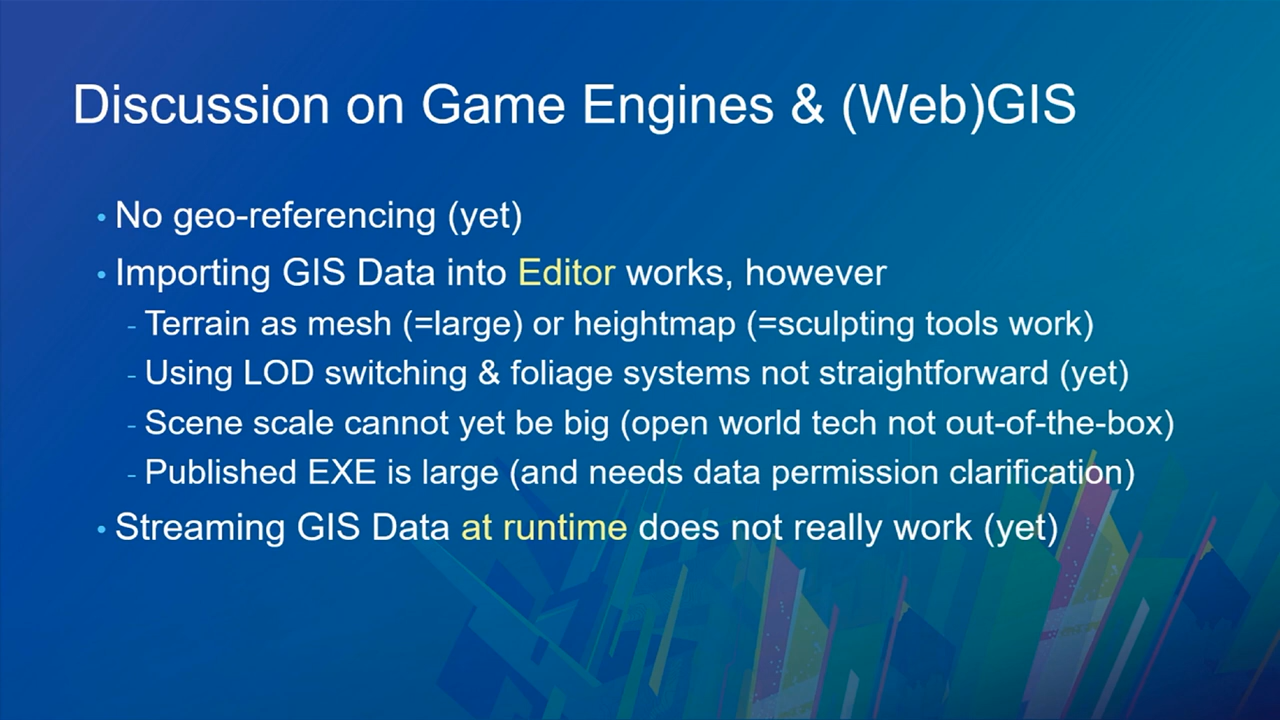 Discussion on Game Engines & (Web)GIS
• No geo-referencing (yet)
• Importing GIS Data into Editor works, however
- Terrain as mesh (=large) or heightmap (=sculpting tools work)
- Using LOD switching & foliage systems not straightforward (yet)
- Scene scale cannot yet be big (open world tech not out-of-the-box)
- Published EXE is large (and needs data permission clarification)
• Streaming GIS Data at runtime does not really work (yet)